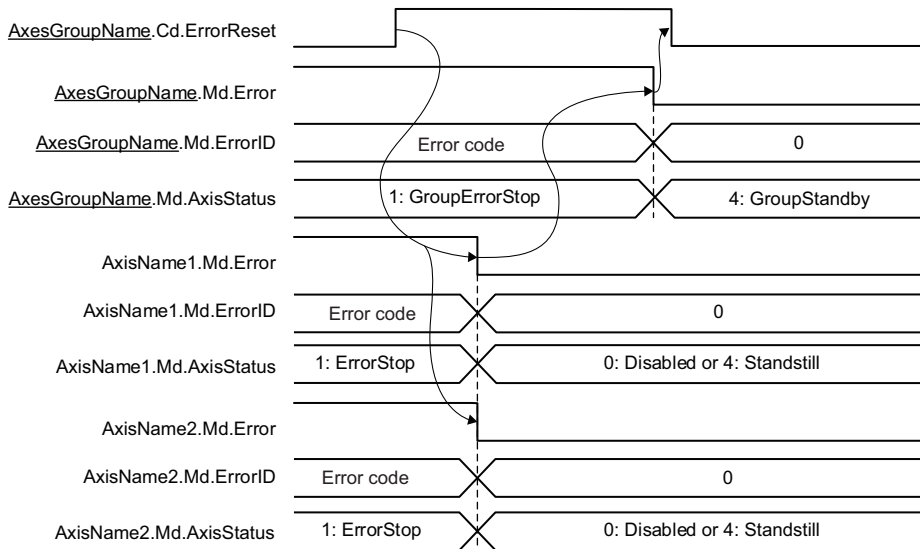 AxesGroupName.Cd.ErrorReset
AxesGroupName.Md.Error
AxesGroupName.Md.ErrorID
Error code
0
AxesGroupName.Md.AxisStatus
1: GroupErrorStop
4: GroupStandby
AxisName1.Md.Error
AxisName1.Md.ErrorID
Error code
0
AxisName1.Md.AxisStatus
1: ErrorStop
0: Disabled or 4: Standstill
AxisName2.Md.Error
AxisName2.Md.ErrorID
Error code
0
AxisName2.Md.AxisStatus
1: ErrorStop
0: Disabled or 4: Standstill